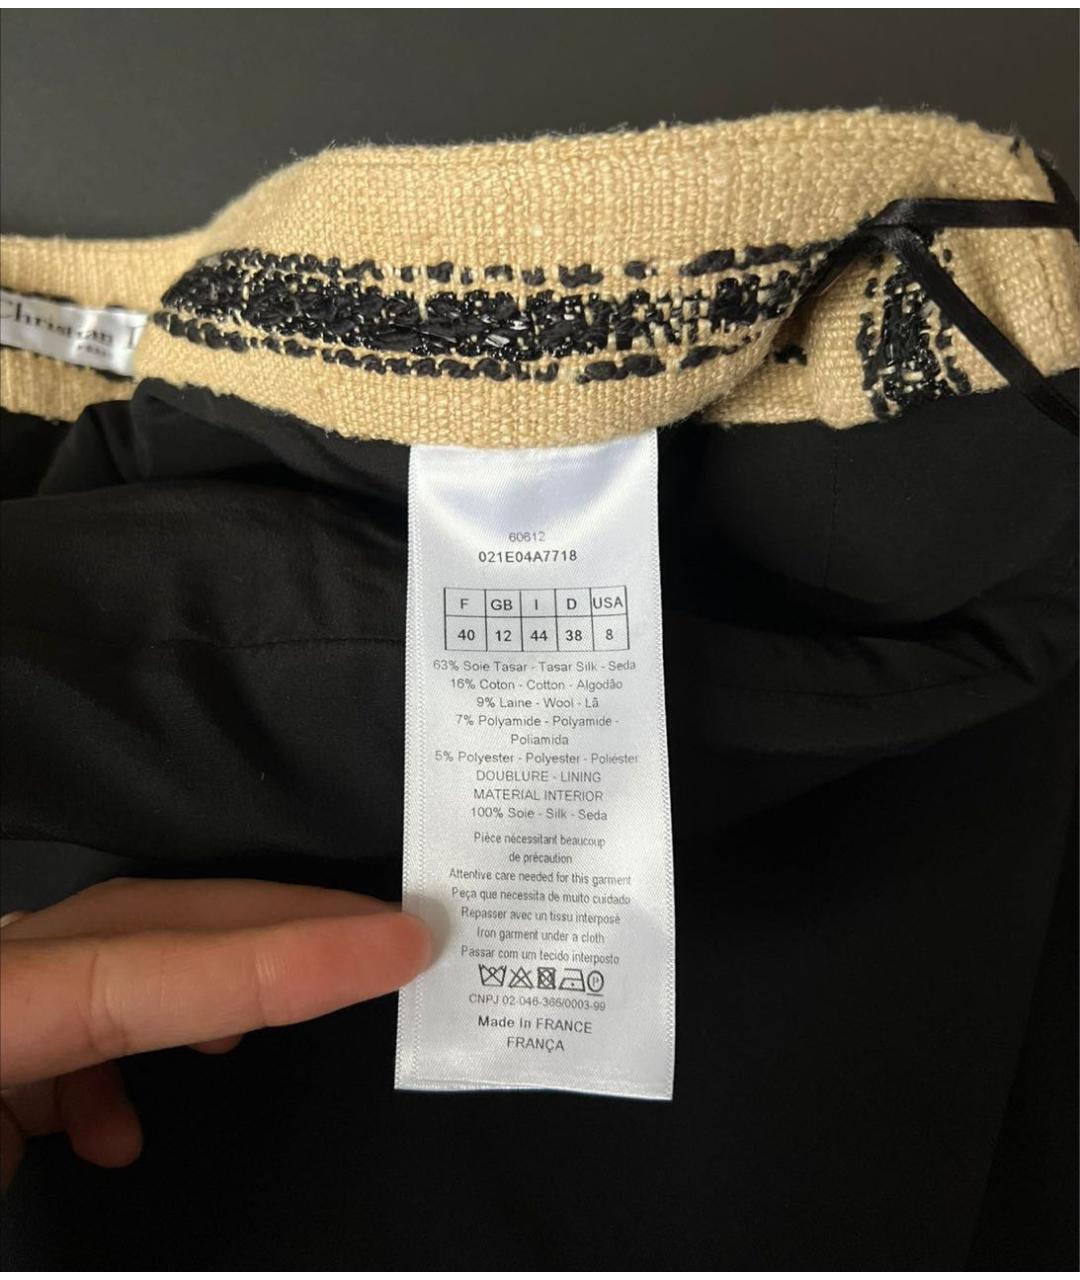 Christian
PARIS
60612
021E04A7718
F GB I D USA
40 12 44 38 8
63% Soie Tasar - Tasar Silk - Seda
16% Coton - Cotton - Algodão
9% Laine - Wool - Lã
7% Polyamide - Polyamide -
Poliamida
5% Polyester - Polyester - Poliéster
DOUBLURE - LINING
MATERIAL INTERIOR
100% Soie - Silk - Seda
Pièce nécessitant beaucoup
de précaution
Attentive care needed for this garment
Peça que necessita de muito cuidado
Repasser avec un tissu interposé
Iron garment under a cloth
Passar com um tecido interposto
P
CNPJ 02-046-366/0003-99
Made in FRANCE
FRANÇA